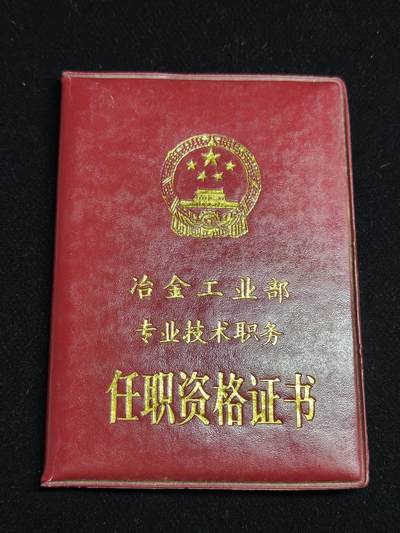 冶金工业部
专业技术职务
任职资格证书